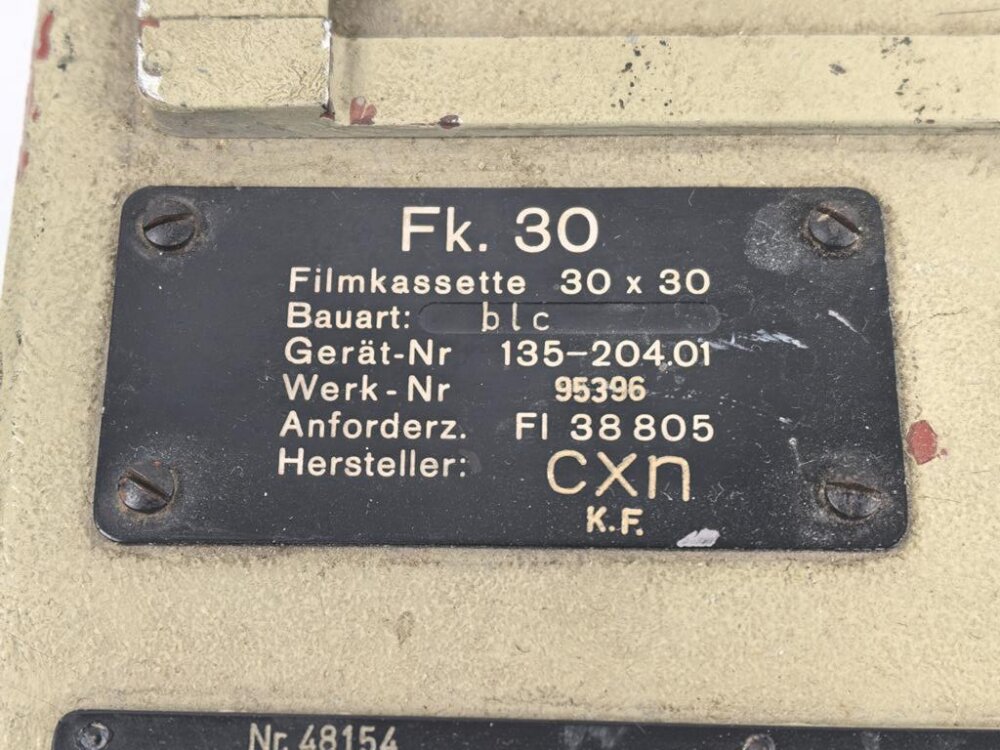 Fk. 30
Filmkassette 30 x 30
Bauart: blc
Gerät-Nr 135-204.01
Werk-Nr 95396
Anforderz. Fl 38 805
Hersteller: cxn
K.F.
Nr. 48154